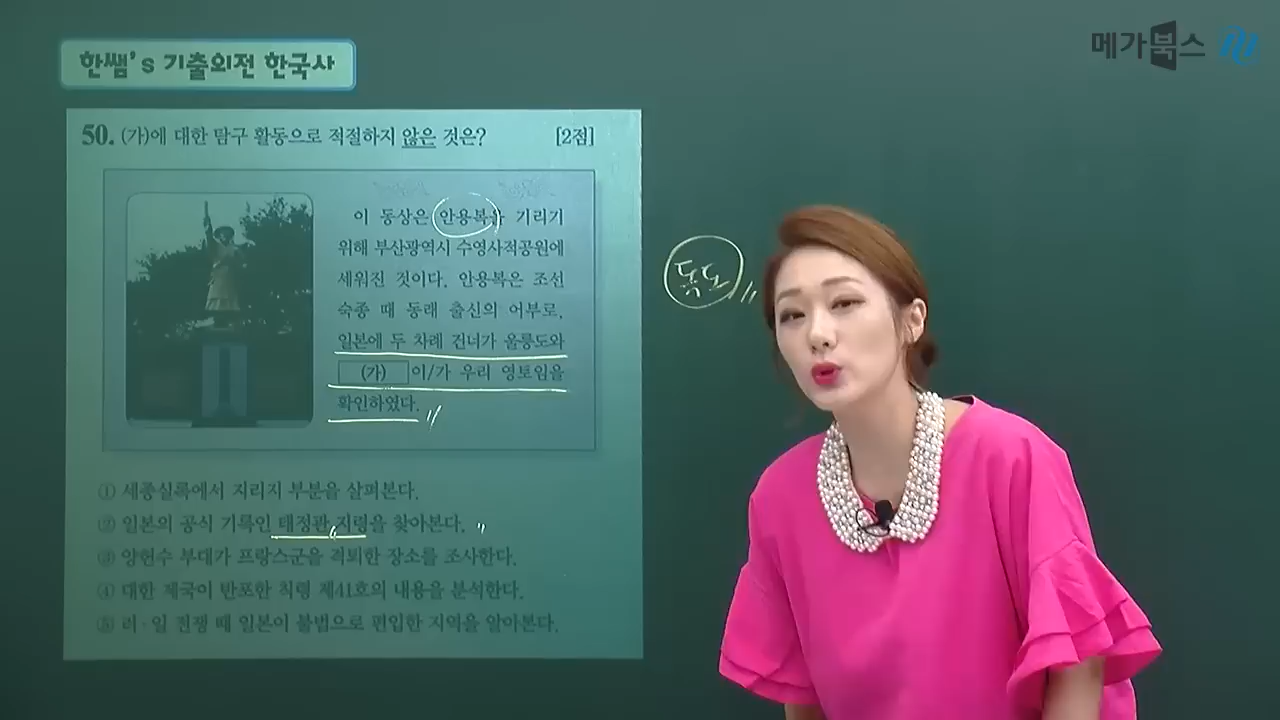 메가북스
한쌤's 기출의전 한국사
50. (가)에 대한 탐구 활동으로 적절하지 않은 것은? [2점]
이 동상은 안용복을 기리기
위해 부산광역시 수영사적공원에
세워진 것이다. 안용복은 조선
숙종 때 동래 출신의 어부로,
일본에 두 차례 건너가 울릉도와
(가) 이/가 우리 영토임을
확인하였다.
① 세종실록에서 지리지 부분을 살펴본다.
② 일본의 공식 기록인 태정관 지령을 찾아본다.
③ 양헌수 부대가 프랑스군을 격퇴한 장소를 조사한다.
④ 대한 제국이 반포한 칙령 제41호의 내용을 분석한다.
⑤ 러·일 전쟁 때 일본이 불법으로 편입한 지역을 알아본다.
독도